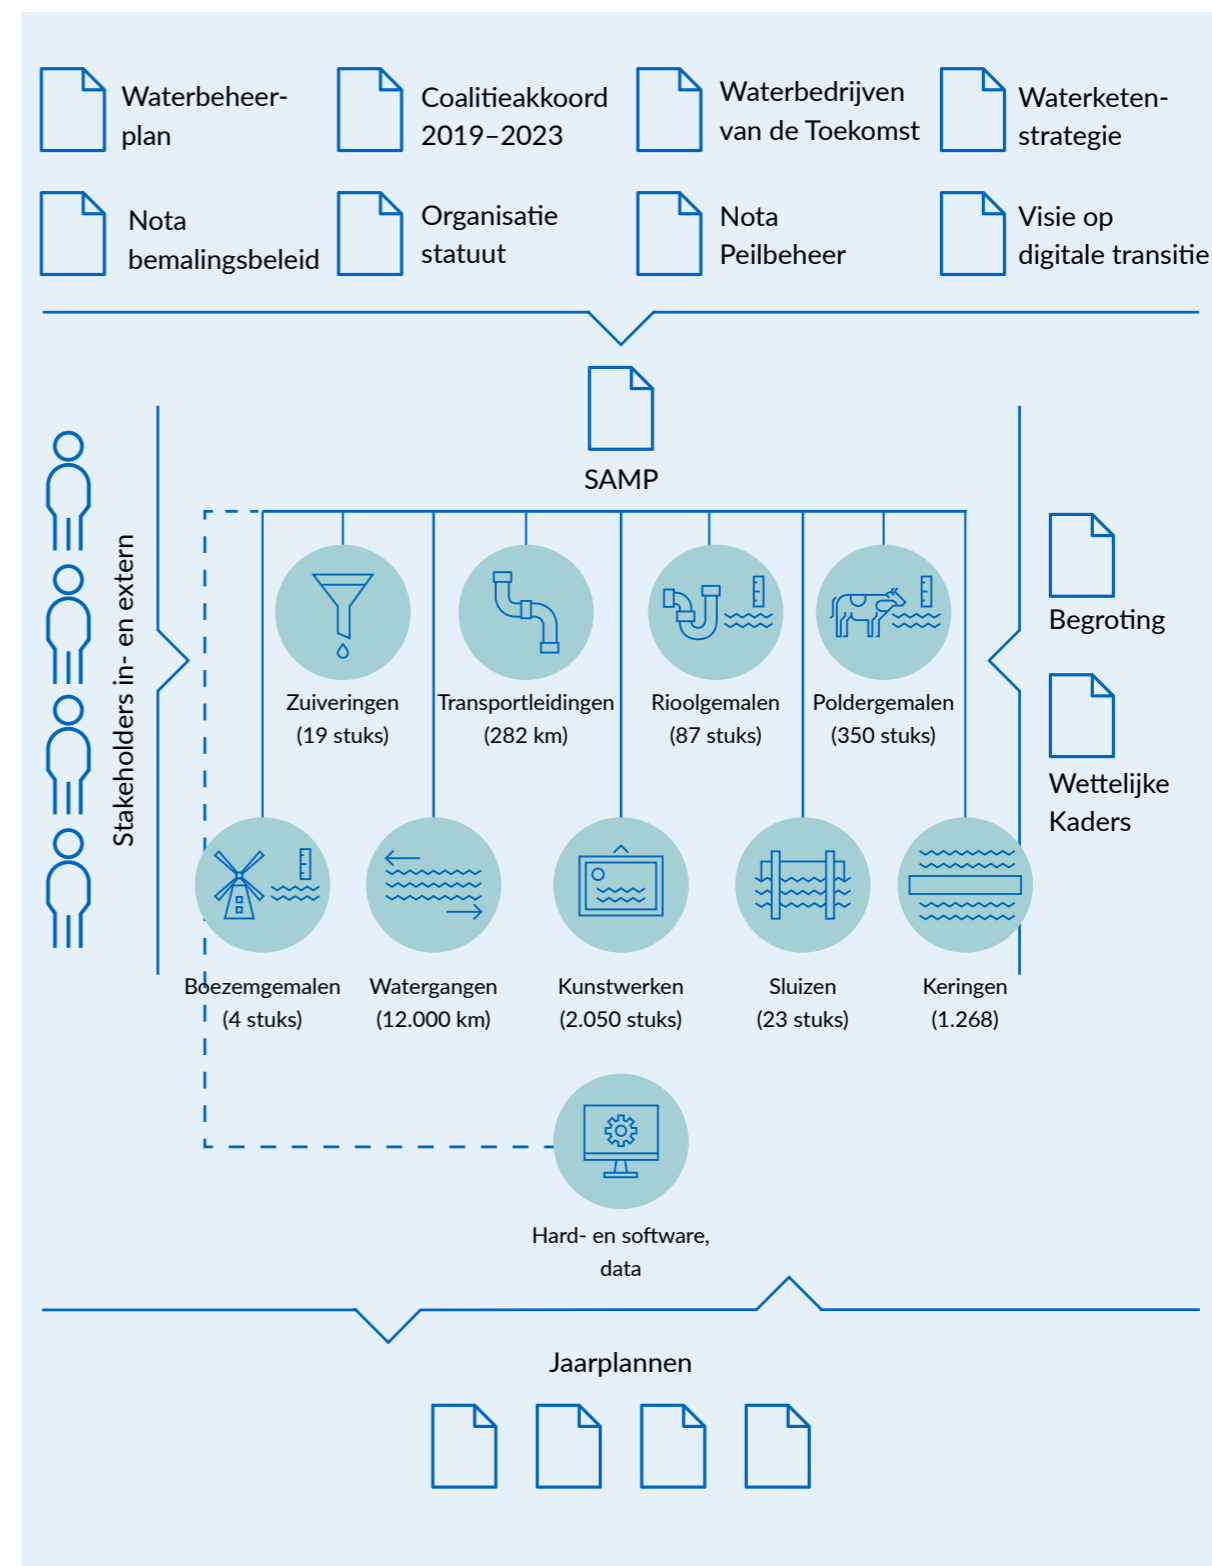 Waterbeheer-
plan
Coalitieakkoord
2019–2023
Waterbedrijven
van de Toekomst
Waterketen-
strategie
Nota
bemalingsbeleid
Organisatie
statuut
Nota
Peilbeheer
Visie op
digitale transitie
SAMP
Stakeholders in- en extern
Zuiveringen
(19 stuks)
Transportleidingen
(282 km)
Rioolgemalen
(87 stuks)
Poldergemalen
(350 stuks)
Begroting
Wettelijke
Kaders
Boezemgemalen
(4 stuks)
Watergangen
(12.000 km)
Kunstwerken
(2.050 stuks)
Sluizen
(23 stuks)
Keringen
(1.268)
Hard- en software,
data
Jaarplannen